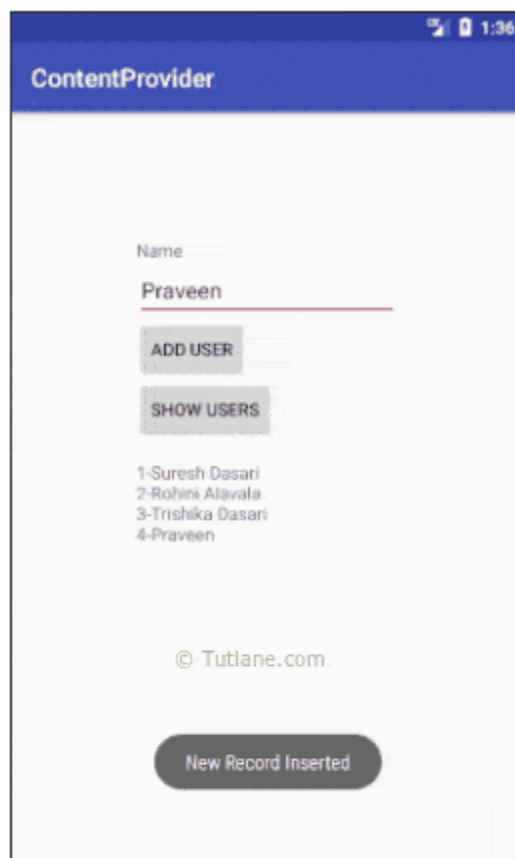 1:36
ContentProvider
Name
Praveen
ADD USER
SHOW USERS
1-Suresh Dasari
2-Rohini Alavala
3-Trishika Dasari
4-Praveen
© Tutlane.com
New Record Inserted